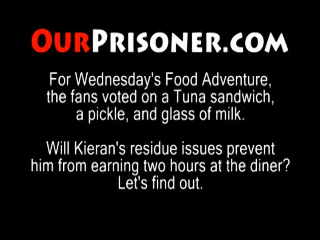 OURPRISONER.COM
For Wednesday's Food Adventure,
the fans voted on a Tuna sandwich,
a pickle, and glass of milk.
Will Kieran's residue issues prevent
him from earning two hours at the diner?
Let's find out.